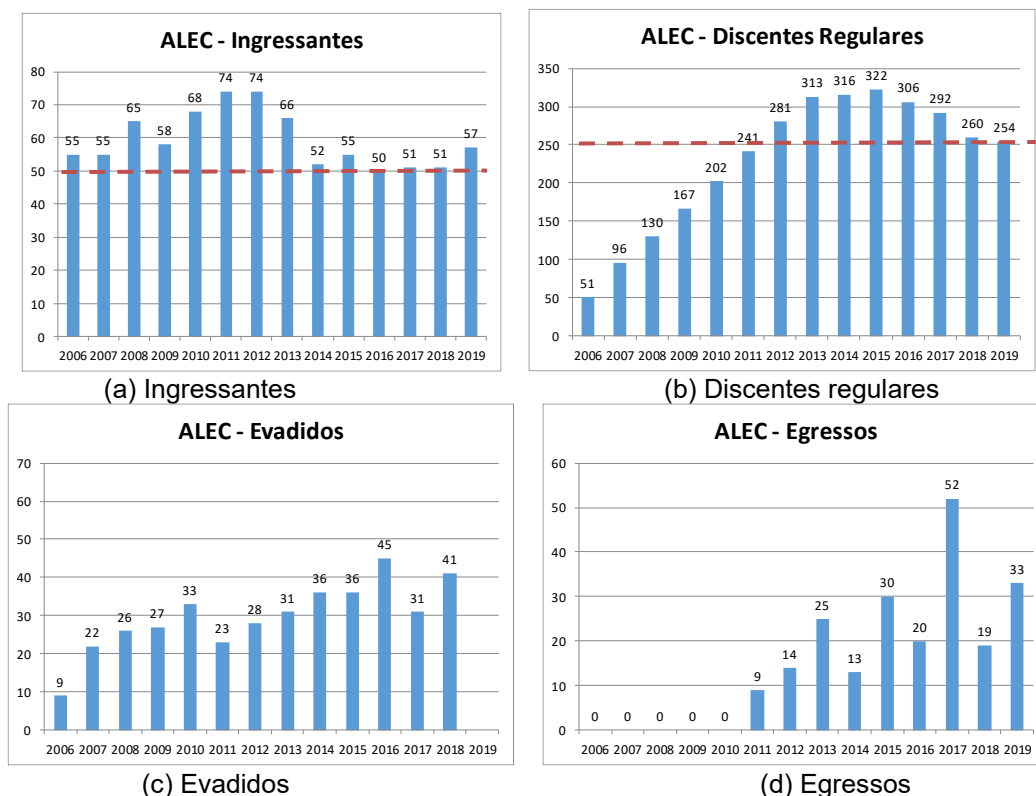 ALEC - Ingressantes
80
70
60
50
40
30
20
10
0
55 55 65 58 68 74 74 66 52 55 50 51 51 57
2006 2007 2008 2009 2010 2011 2012 2013 2014 2015 2016 2017 2018 2019
(a) Ingressantes
ALEC - Discentes Regulares
350
300
250
200
150
100
50
0
51 96 130 167 202 241 281 313 316 322 306 292 260 254
2006 2007 2008 2009 2010 2011 2012 2013 2014 2015 2016 2017 2018 2019
(b) Discentes regulares
ALEC - Evadidos
70
60
50
40
30
20
10
0
9 22 26 27 33 23 28 31 36 36 45 31 41
2006 2007 2008 2009 2010 2011 2012 2013 2014 2015 2016 2017 2018 2019
(c) Evadidos
ALEC - Egressos
60
50
40
30
20
10
0
0 0 0 0 0 9 14 25 13 30 20 52 19 33
2006 2007 2008 2009 2010 2011 2012 2013 2014 2015 2016 2017 2018 2019
(d) Egressos